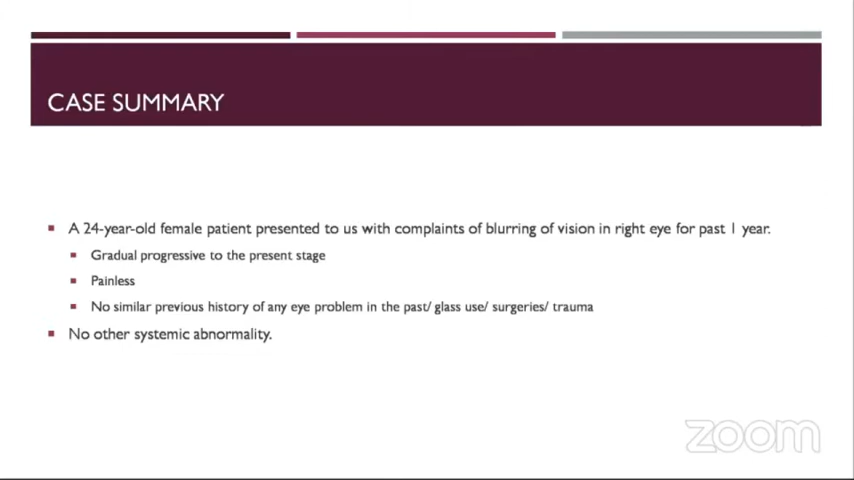 CASE SUMMARY
A 24-year-old female patient presented to us with complaints of blurring of vision in right eye for past 1 year.
Gradual progressive to the present stage
Painless
No similar previous history of any eye problem in the past/ glass use/ surgeries/ trauma
No other systemic abnormality.
zoom